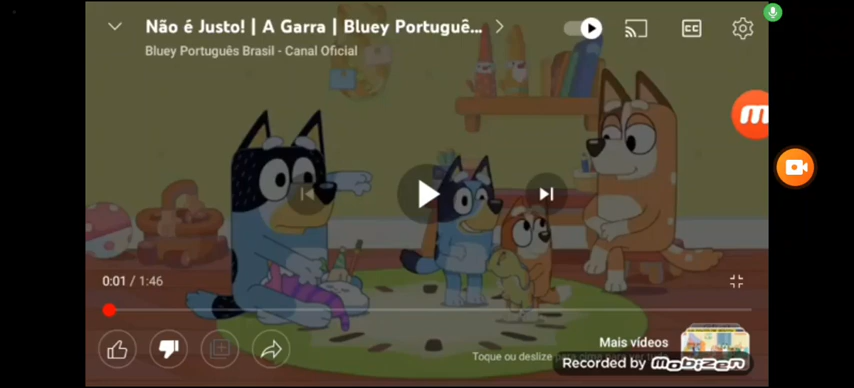 Não é Justo! | A Garra | Bluey Portuguê...
Bluey Português Brasil - Canal Oficial
CC
0:01 / 1:46
Mais vídeos
Toque ou deslize
Recorded by mobizen